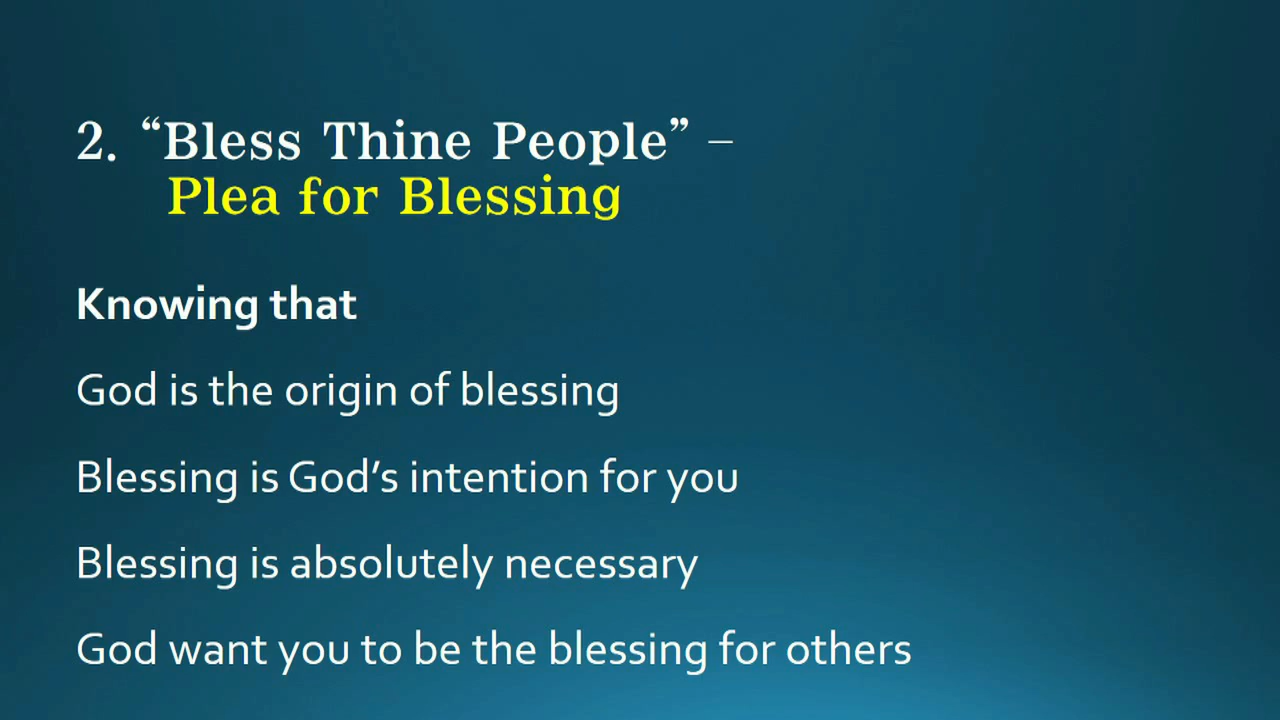 2. “Bless Thine People” –
Plea for Blessing
Knowing that
God is the origin of blessing
Blessing is God’s intention for you
Blessing is absolutely necessary
God want you to be the blessing for others